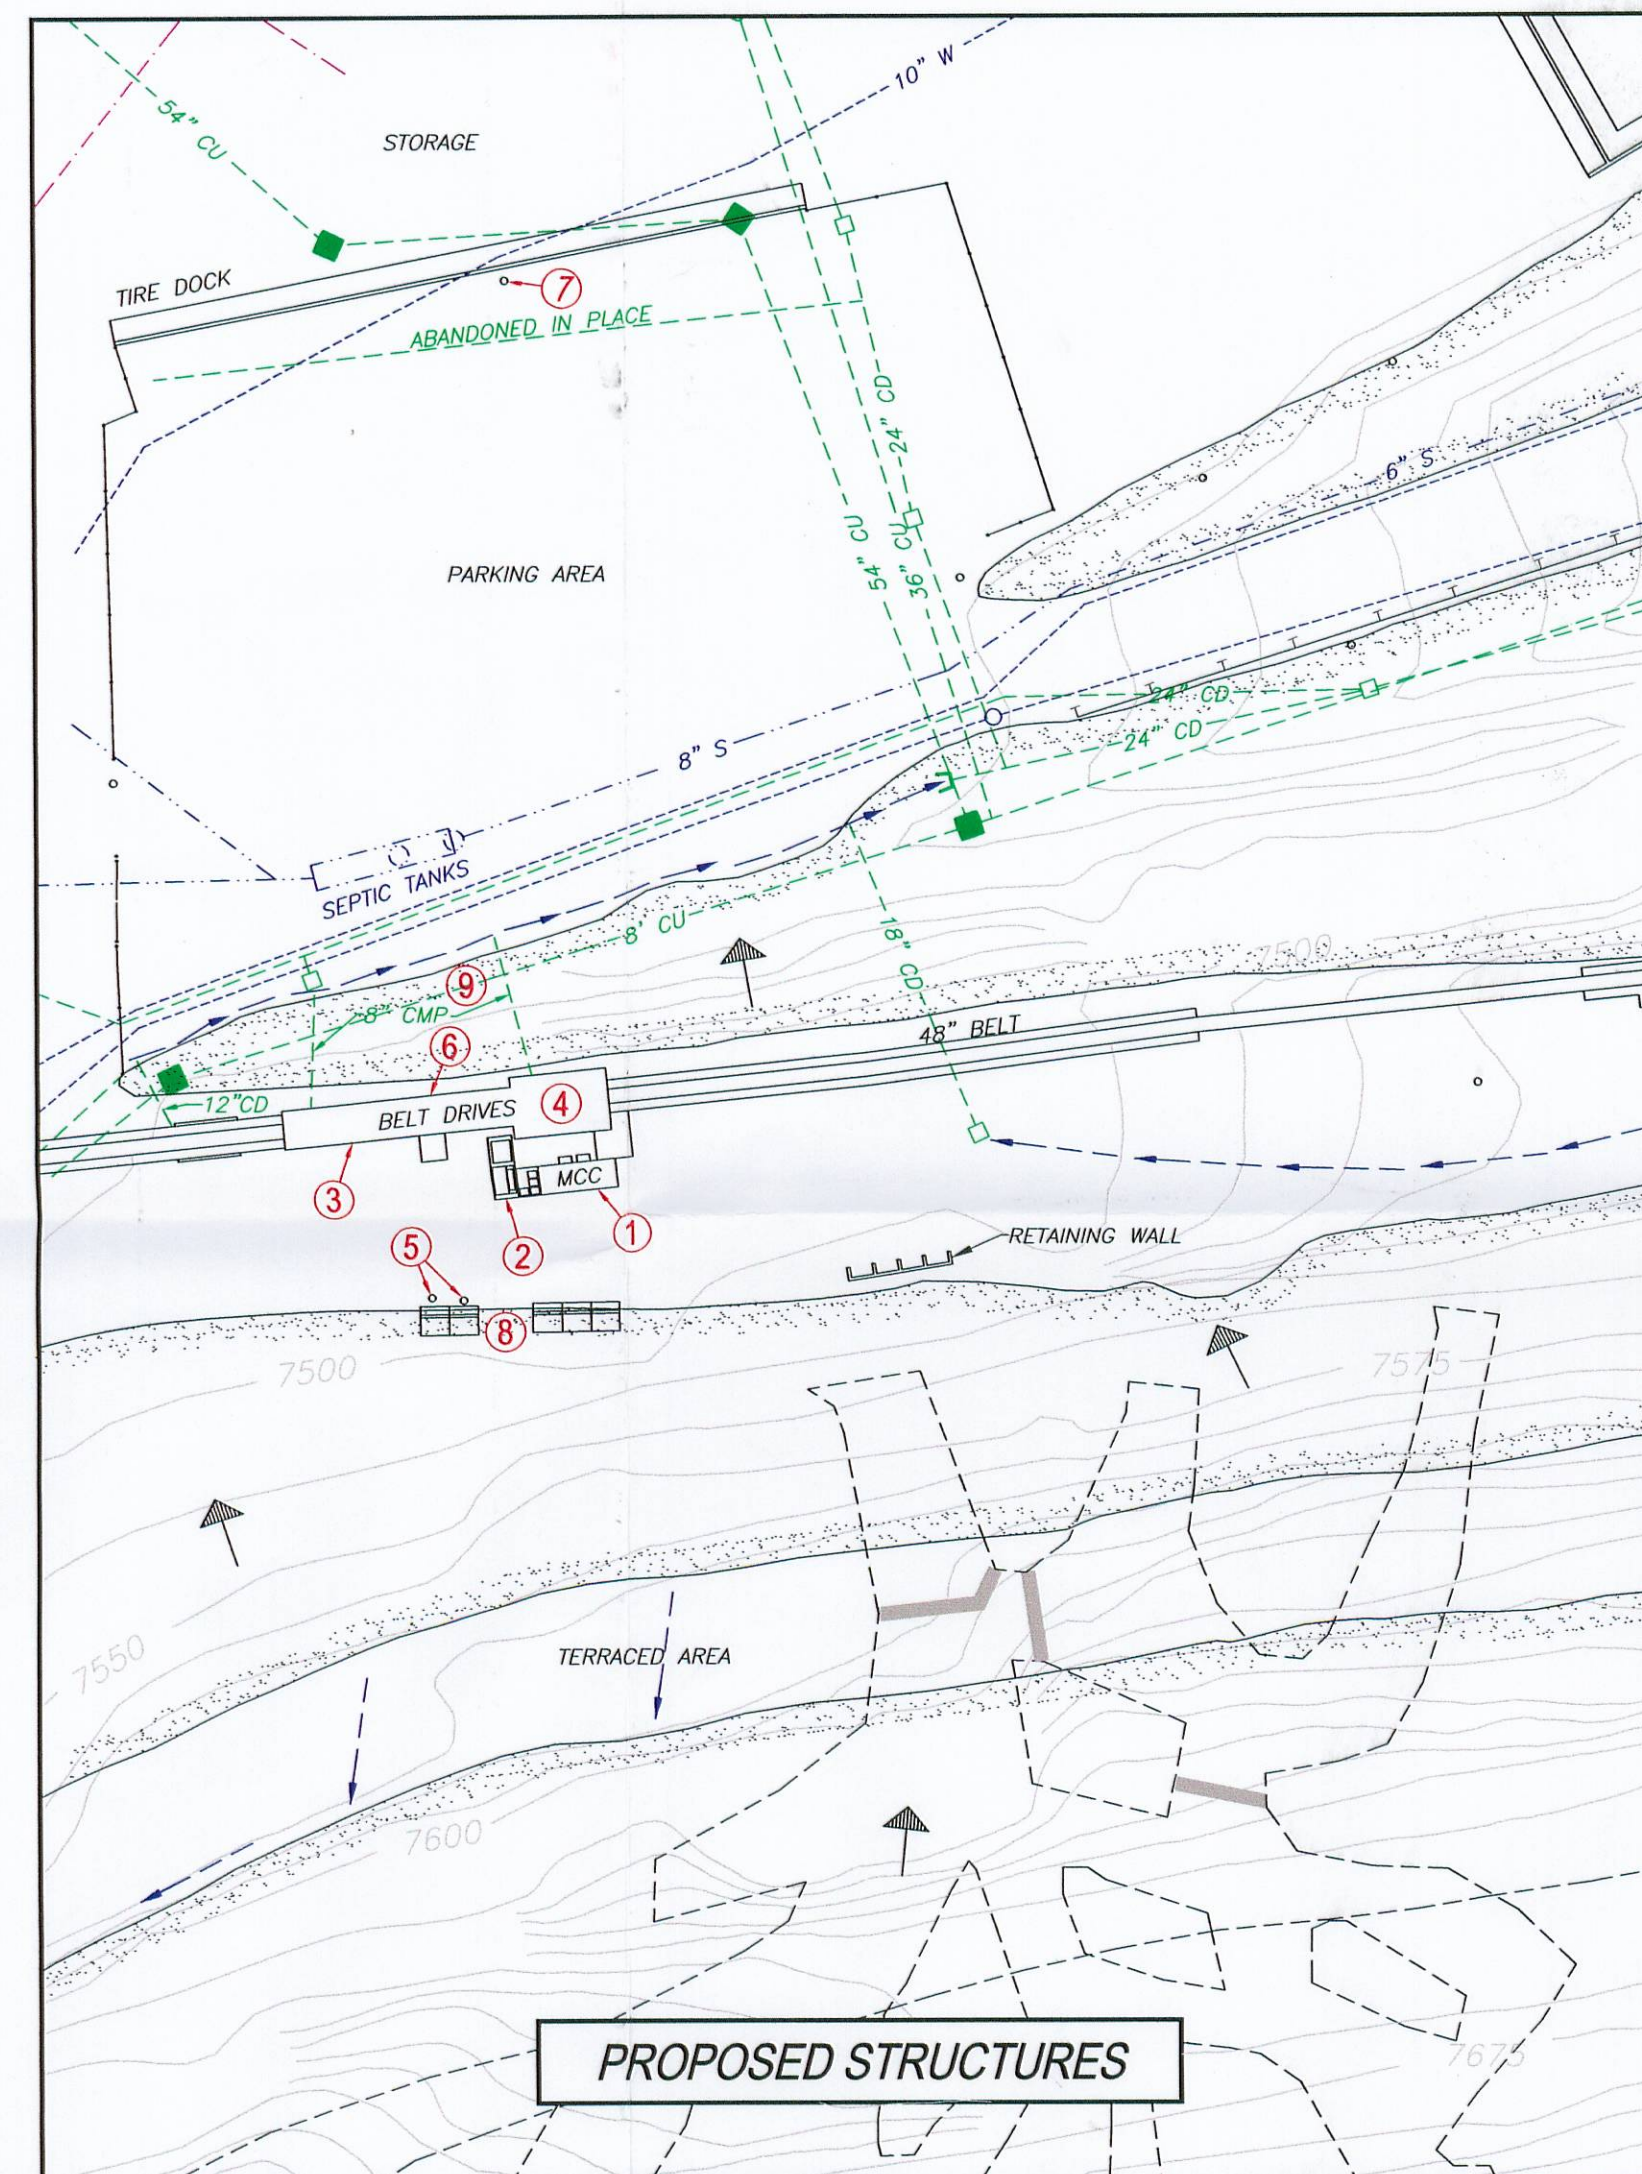 10" W
54" CU
STORAGE
TIRE DOCK
7
ABANDONED IN PLACE
24" CD
6" S
54" CU
36" CU
PARKING AREA
24" CD
24" CD
8" S
SEPTIC TANKS
8' CU
18" CD
7500
9
8" CMP
48" BELT
6
12"CD
BELT DRIVES
4
MCC
3
1
2
5
RETAINING WALL
8
7500
7575
TERRACED AREA
7550
7600
PROPOSED STRUCTURES
7675